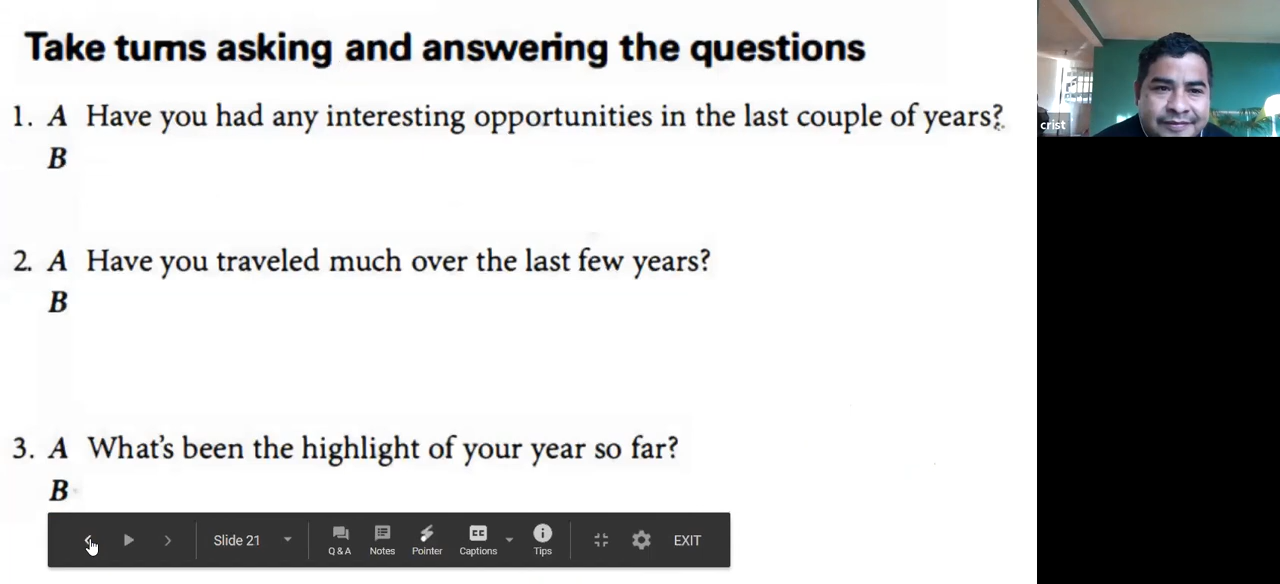 Take turns asking and answering the questions
1. A Have you had any interesting opportunities in the last couple of years?
B
2. A Have you traveled much over the last few years?
B
3. A What's been the highlight of your year so far?
B
crist
Slide 21
Q & A
Notes
Pointer
CC
Captions
Tips
EXIT